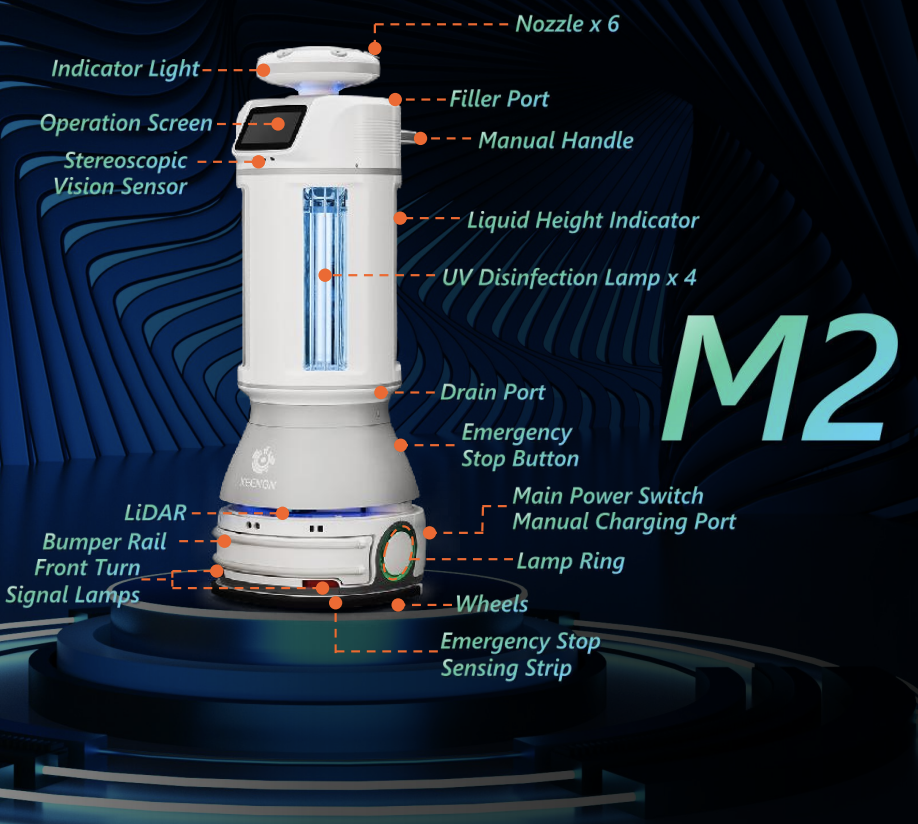 Nozzle x 6
Indicator Light
Filler Port
Operation Screen
Manual Handle
Stereoscopic
Vision Sensor
Liquid Height Indicator
UV Disinfection Lamp x 4
M2
Drain Port
Emergency
Stop Button
KEENON
Main Power Switch
Manual Charging Port
LiDAR
Bumper Rail
Lamp Ring
Front Turn
Signal Lamps
Wheels
Emergency Stop
Sensing Strip